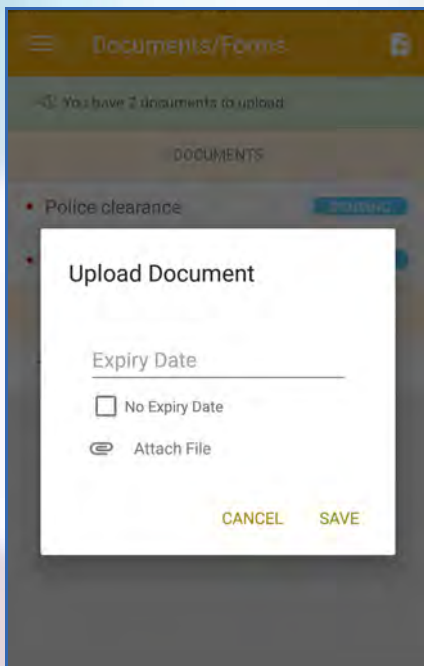 Documents/Forms
You have 2 documents to upload
DOCUMENTS
• Police clearance PENDING
•
Upload Document
Expiry Date
No Expiry Date
Attach File
CANCEL SAVE